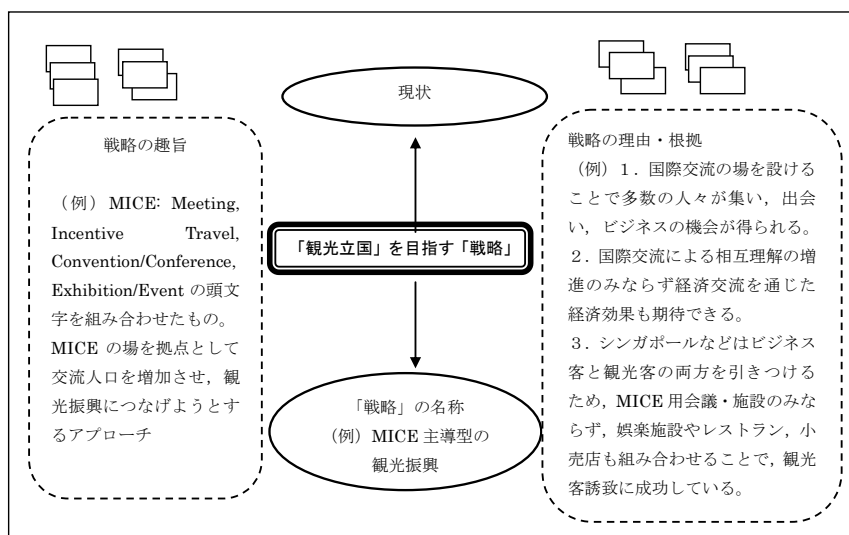 現状
戦略の趣旨
（例）MICE: Meeting,
Incentive Travel,
Convention/Conference,
Exhibition/Event の頭文
字を組み合わせたもの。
MICE の場を拠点として
交流人口を増加させ，観
光振興につなげようとす
るアプローチ
「観光立国」を目指す「戦略」
「戦略」の名称
（例）MICE 主導型の
観光振興
戦略の理由・根拠
（例）１．国際交流の場を設ける
ことで多数の人々が集い，出会
い，ビジネスの機会が得られる。
２．国際交流による相互理解の増
進のみならず経済交流を通じた
経済効果も期待できる。
３．シンガポールなどはビジネス
客と観光客の両方を引きつける
ため，MICE 用会議・施設のみな
らず，娯楽施設やレストラン，小
売店も組み合わせることで，観光
客誘致に成功している。